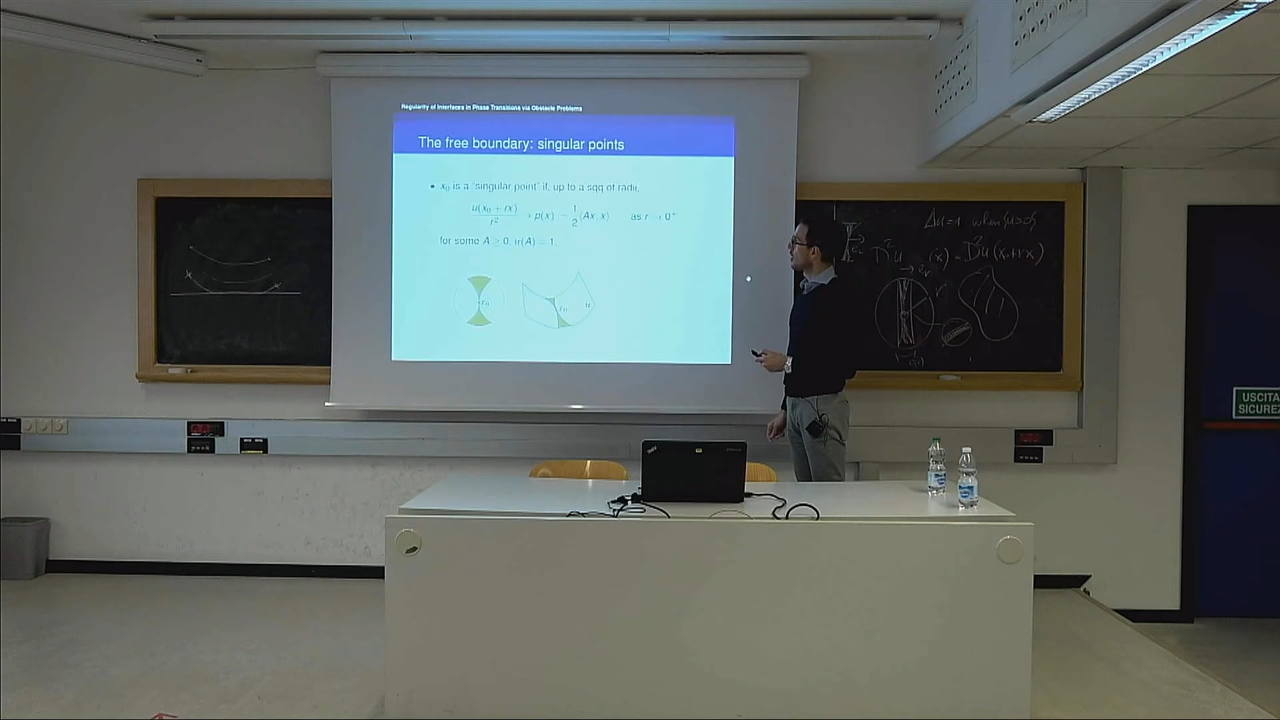 Regularity of Interfaces in Phase Transitions via Obstacle Problems
The free boundary: singular points
• x₀ is a "singular point" if, up to a sqq of radii,
u(x₀ + rx) / r² → p(x) = 1/2 ⟨Ax, x⟩ as r → 0⁺
for some A ≥ 0, tr(A) = 1.
Δu=1 when u>0
D²u (x) = D²u(x₀+rx)
USCITA
SICUREZ